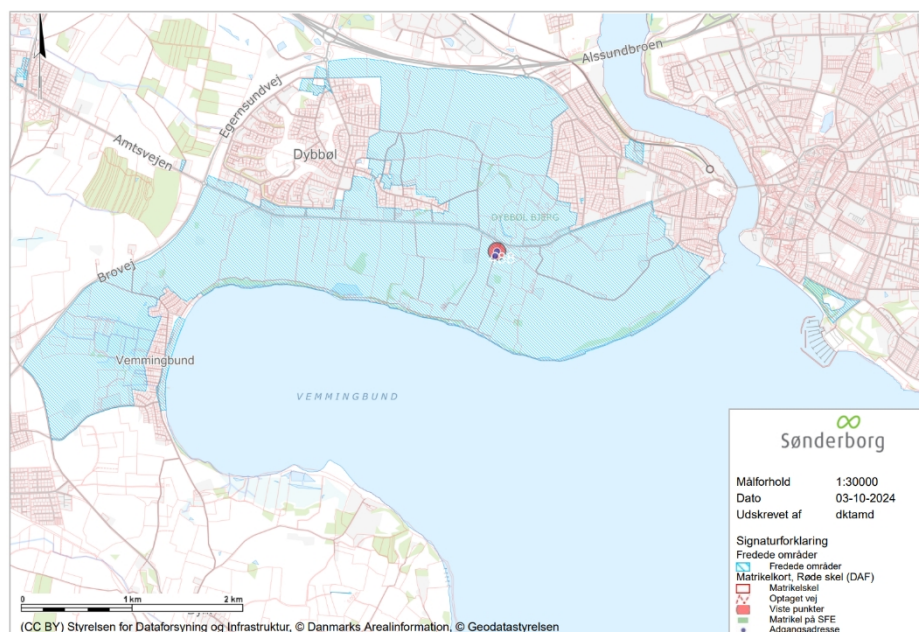 Alssundbroen
Egernsundvej
Amtsvejen
Dybbøl
DYBBØL BJERG
Brovej
Vemmingbund
VEMMINGBUND
Sønderborg
Målforhold 1:30000
Dato 03-10-2024
Udskrevet af dktamd
Signaturforklaring
Fredede områder
Fredede områder
Matrikelkort, Røde skel (DAF)
Matrikelskel
Optaget vej
Viste punkter
Matrikel på SFE
Adgangsadresse
0 1 km 2 km
(CC BY) Styrelsen for Dataforsyning og Infrastruktur, © Danmarks Arealinformation, © Geodatastyrelsen